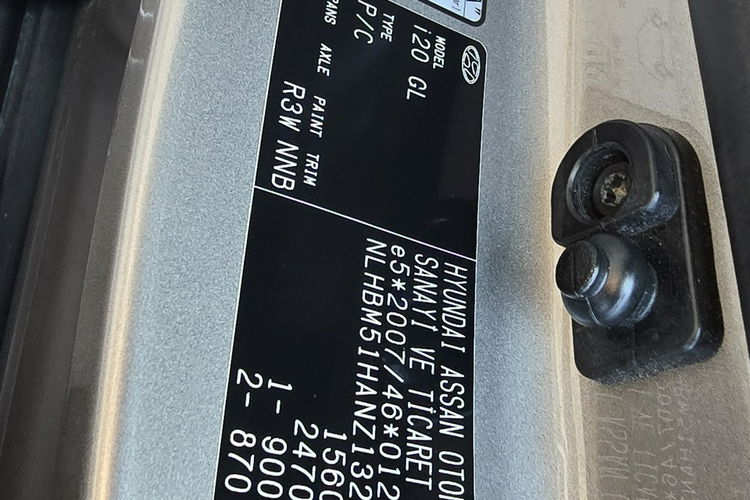 MODEL
i20 GL
TYPE
P/C
AXLE PAINT TRIM
R3W NNB
HYUNDAI ASSAN OTOM
SANAYİ VE TİCARET
e5*2007/46*012
NLHBM51HANZ132
1560
2470
1- 900
2- 870